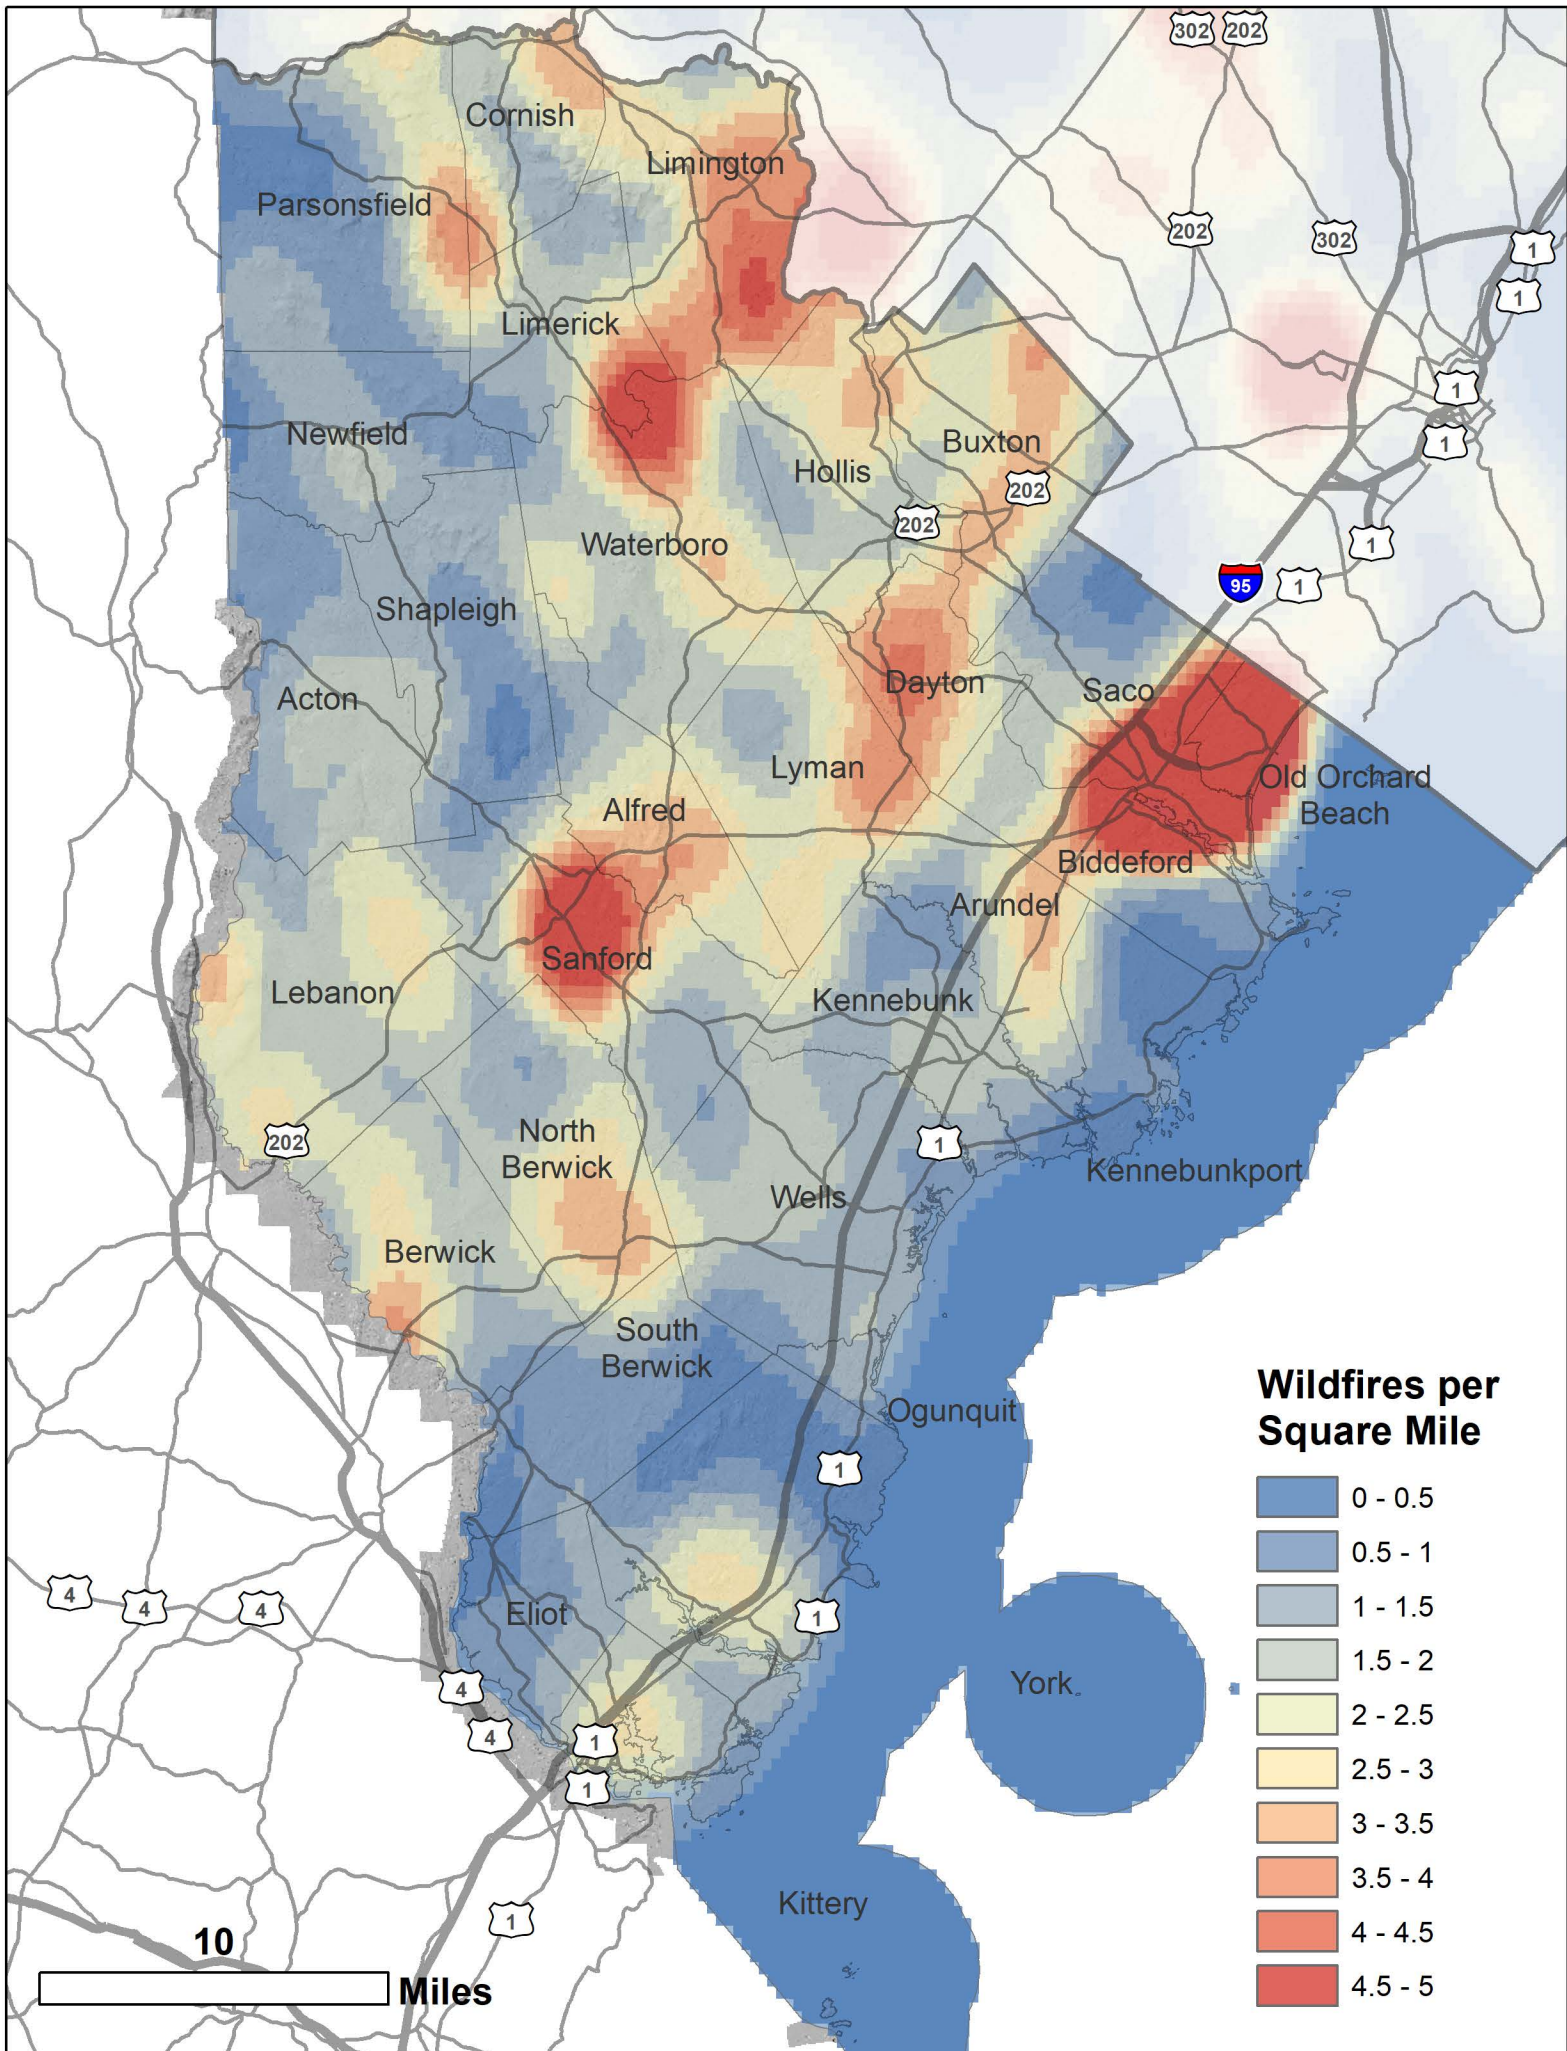 302
202
Cornish
Limington
Parsonsfield
202
302
1
1
Limerick
1
Newfield
Buxton
1
Hollis
202
202
Waterboro
1
95
1
Shapleigh
Dayton
Saco
Acton
Lyman
Old Orchard
Beach
Alfred
Biddeford
Arundel
Sanford
Lebanon
Kennebunk
202
North
Berwick
1
Kennebunkport
Wells
Berwick
South
Berwick
Ogunquit
1
Wildfires per
Square Mile
0 - 0.5
0.5 - 1
1 - 1.5
1.5 - 2
2 - 2.5
2.5 - 3
3 - 3.5
3.5 - 4
4 - 4.5
4.5 - 5
4
4
4
Eliot
1
4
York
4
1
1
Kittery
1
10
Miles